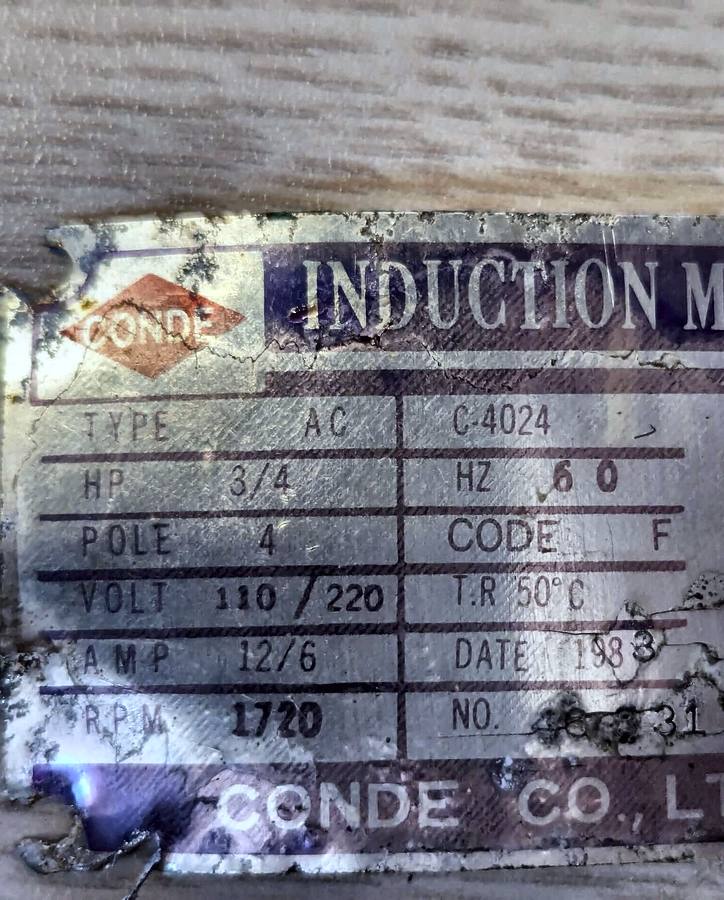 CONDE
INDUCTION M
TYPE AC C-4024
HP 3/4 HZ 60
POLE 4 CODE F
VOLT 110/220 T.R 50°C
AMP 12/6 DATE 1983
RPM 1720 NO. 31
CONDE CO., LT